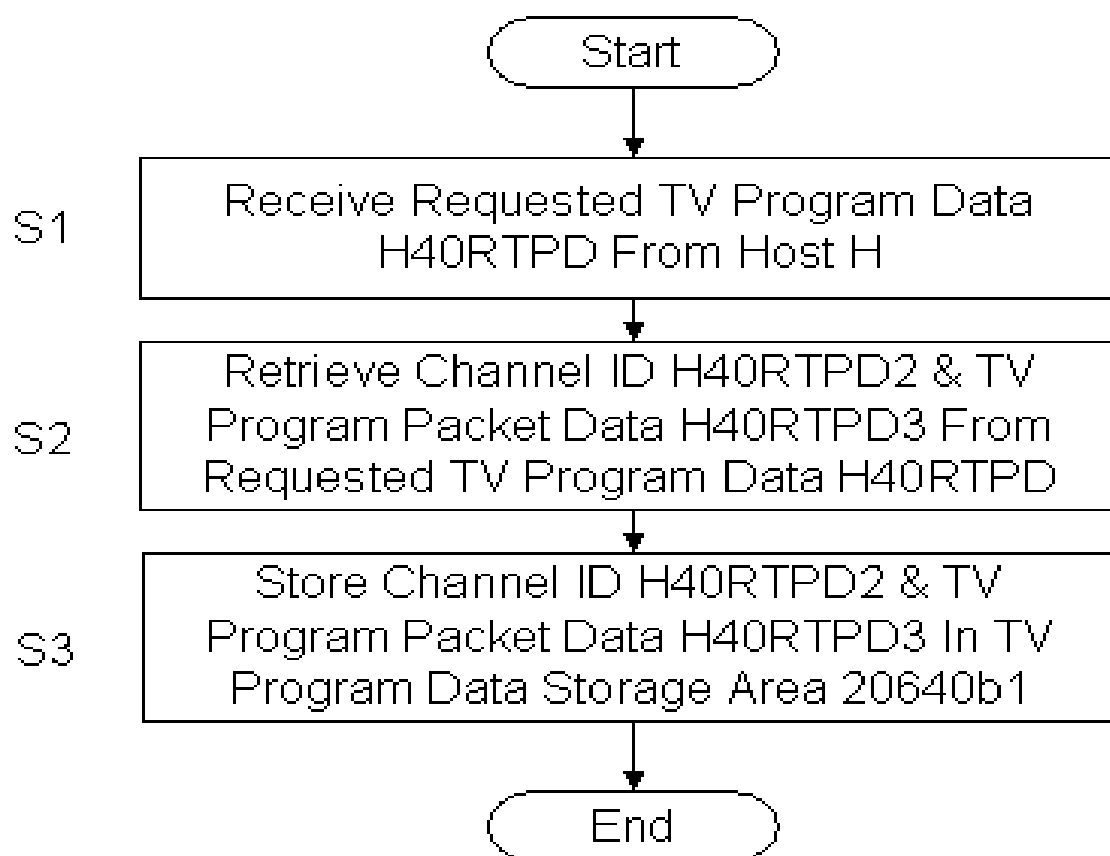 Start
S1
Receive Requested TV Program Data
H40RTPD From Host H
S2
Retrieve Channel ID H40RTPD2 & TV
Program Packet Data H40RTPD3 From
Requested TV Program Data H40RTPD
S3
Store Channel ID H40RTPD2 & TV
Program Packet Data H40RTPD3 In TV
Program Data Storage Area 20640b1
End